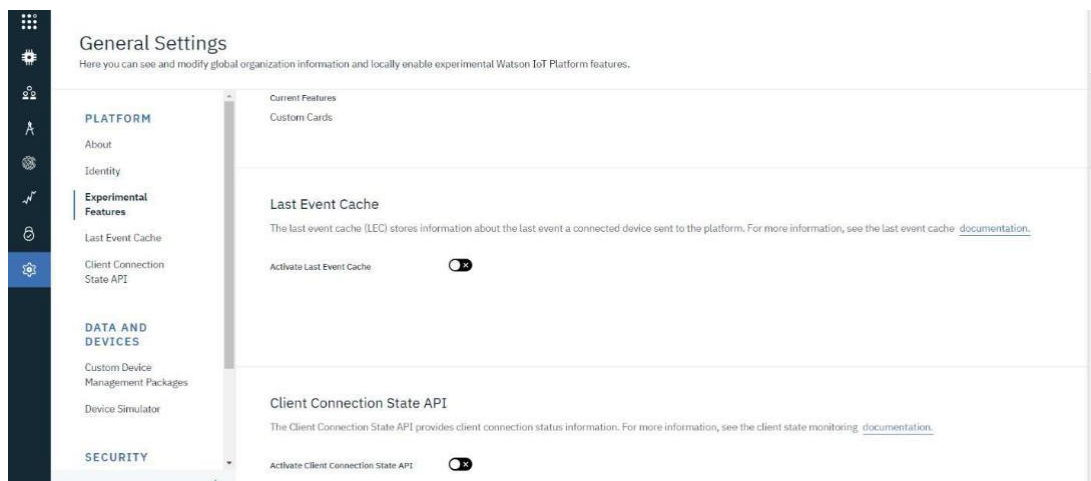 General Settings
Here you can see and modify global organization information and locally enable experimental Watson IoT Platform features.
PLATFORM
About
Identity
Experimental
Features
Last Event Cache
Client Connection
State API
DATA AND
DEVICES
Custom Device
Management Packages
Device Simulator
SECURITY
Current Features
Custom Cards
Last Event Cache
The last event cache (LEC) stores information about the last event a connected device sent to the platform. For more information, see the last event cache documentation.
Activate Last Event Cache
Client Connection State API
The Client Connection State API provides client connection status information. For more information, see the client state monitoring documentation.
Activate Client Connection State API